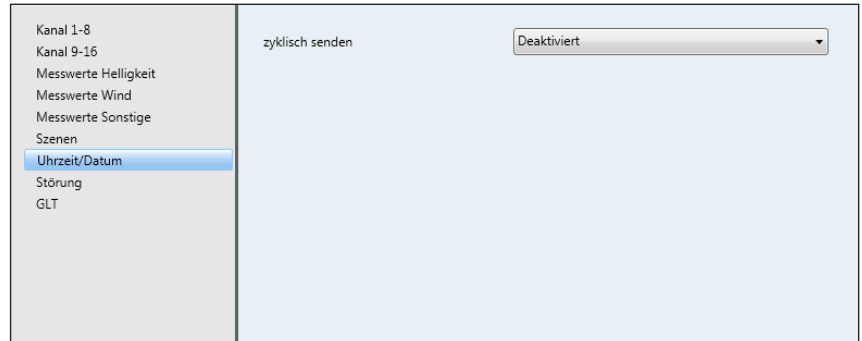 Kanal 1-8
Kanal 9-16
Messwerte Helligkeit
Messwerte Wind
Messwerte Sonstige
Szenen
Uhrzeit/Datum
Störung
GLT
zyklisch senden
Deaktiviert